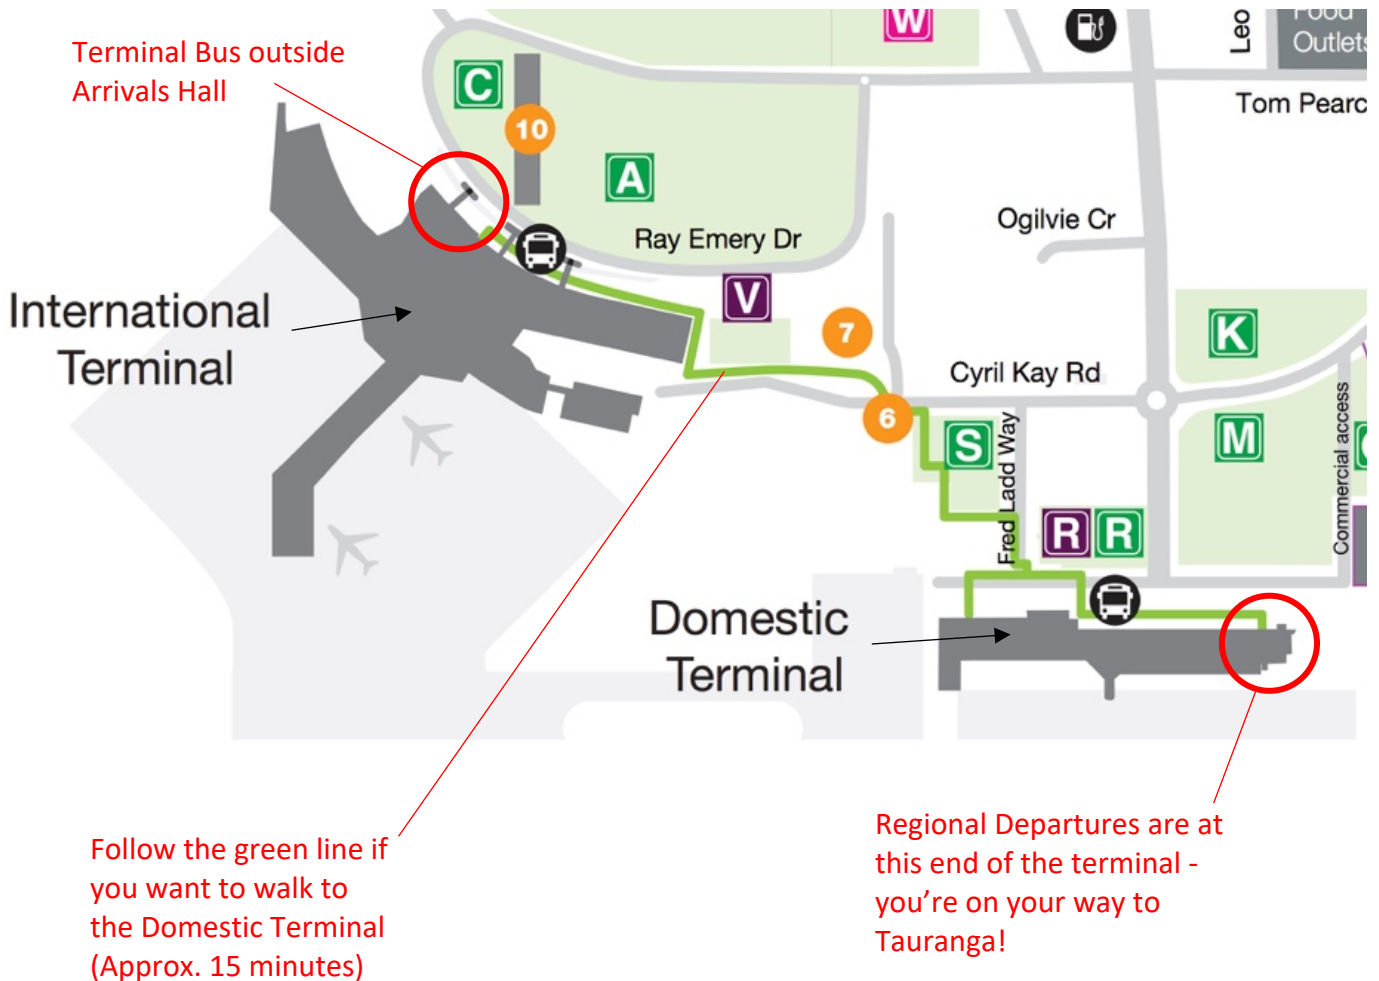 Terminal Bus outside
Arrivals Hall
W
Leo
Food
Outlets
C
10
A
Tom Pearc
Ogilvie Cr
Ray Emery Dr
V
International
Terminal
7
K
Cyril Kay Rd
6
S
Fred Ladd Way
M
Commercial access
R R
Domestic
Terminal
Follow the green line if
you want to walk to
the Domestic Terminal
(Approx. 15 minutes)
Regional Departures are at
this end of the terminal -
you’re on your way to
Tauranga!